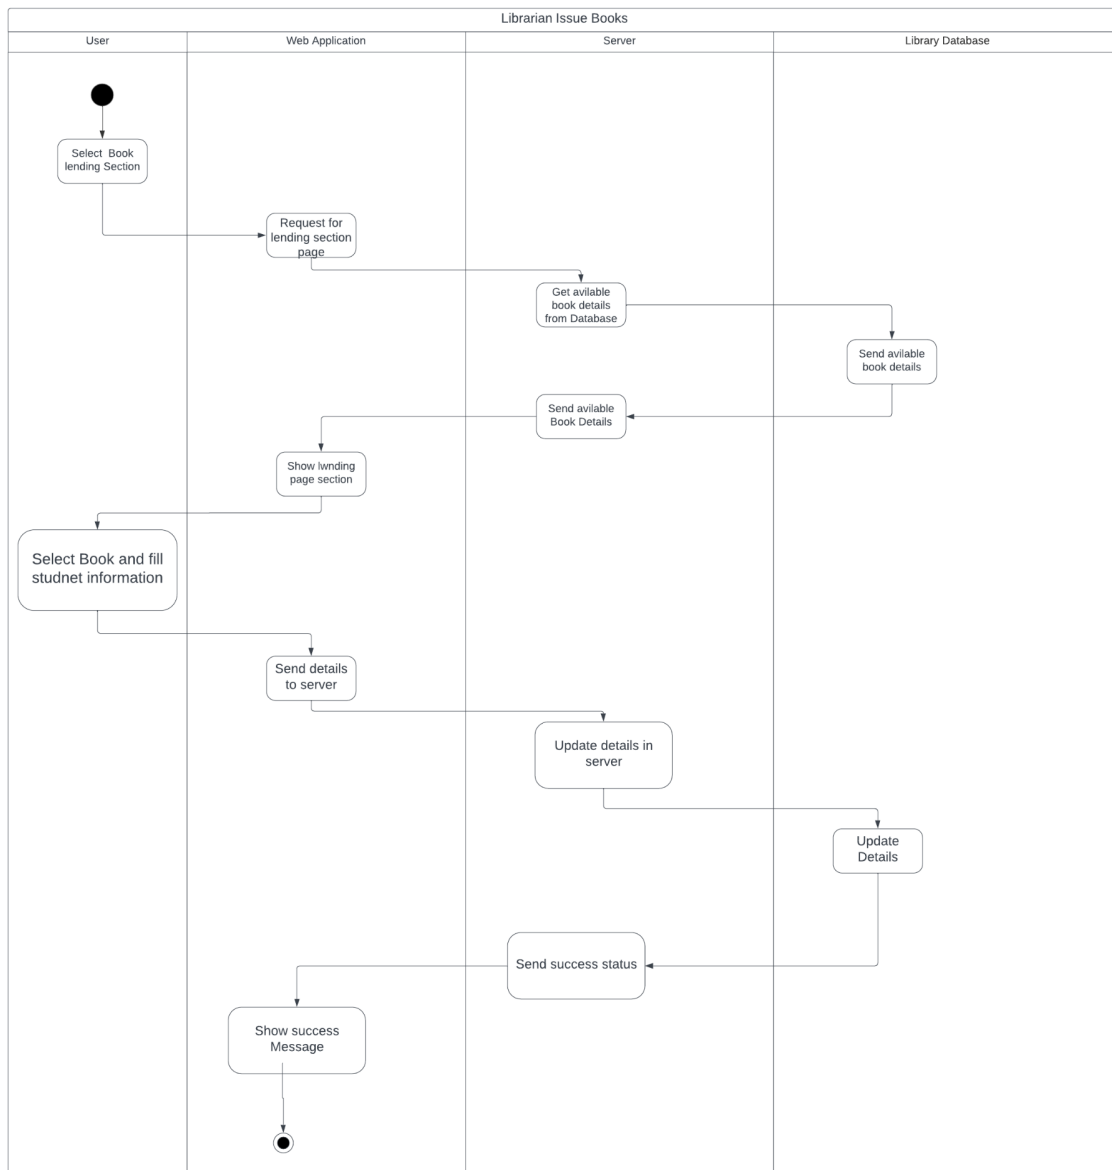 Librarian Issue Books
User
Web Application
Server
Library Database
Select Book
lending Section
Request for
lending section
page
Get avilable
book details
from Database
Send avilable
book details
Send avilable
Book Details
Show lwnding
page section
Select Book and fill
studnet information
Send details
to server
Update details in
server
Update
Details
Send success status
Show success
Message